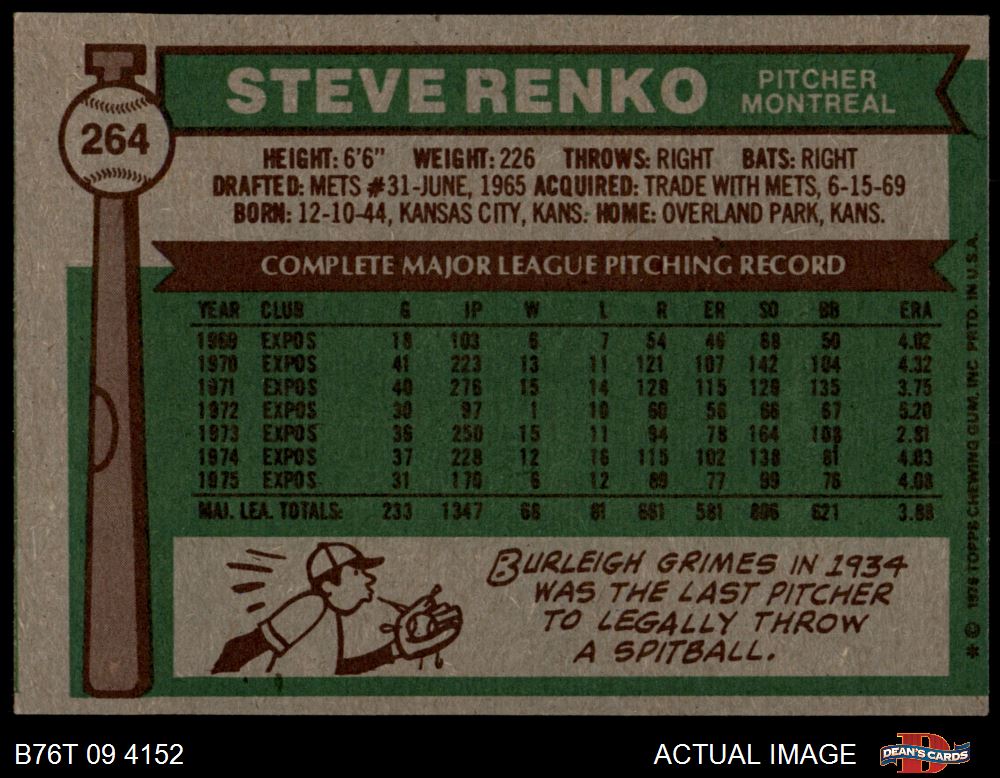 STEVE RENKO
PITCHER
MONTREAL
264
HEIGHT: 6'6" WEIGHT: 226 THROWS: RIGHT BATS: RIGHT
DRAFTED: METS #31-JUNE, 1965 ACQUIRED: TRADE WITH METS, 6-15-69
BORN: 12-10-44, KANSAS CITY, KANS. HOME: OVERLAND PARK, KANS.
COMPLETE MAJOR LEAGUE PITCHING RECORD
YEAR CLUB G IP W L R ER SO BB ERA
1969 EXPOS 18 103 6 7 54 46 68 50 4.02
1970 EXPOS 41 223 13 11 121 107 142 104 4.32
1971 EXPOS 40 276 15 14 128 115 129 135 3.75
1972 EXPOS 30 97 1 10 60 56 66 67 5.20
1973 EXPOS 36 250 15 11 94 78 164 108 2.81
1974 EXPOS 37 228 12 16 115 102 138 81 4.03
1975 EXPOS 31 170 6 12 89 77 99 76 4.08
MAJ. LEA. TOTALS: 233 1347 68 81 661 581 806 621 3.88
BURLEIGH GRIMES IN 1934
WAS THE LAST PITCHER
TO LEGALLY THROW
A SPITBALL.
* © 1976 TOPPS CHEWING GUM, INC. PRTD. IN U.S.A.
B76T 09 4152
ACTUAL IMAGE
DEAN'S CARDS